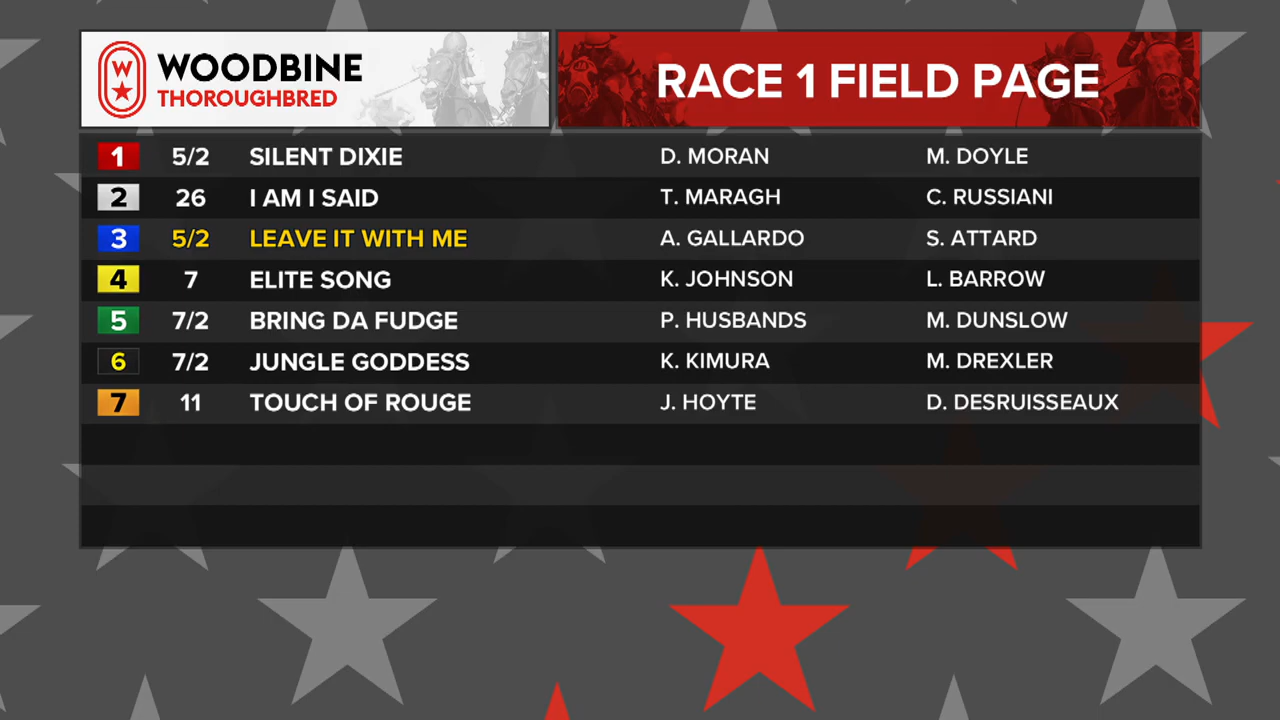 W
WOODBINE
THOROUGHBRED
RACE 1 FIELD PAGE
1 5/2 SILENT DIXIE D. MORAN M. DOYLE
2 26 I AM I SAID T. MARAGH C. RUSSIANI
3 5/2 LEAVE IT WITH ME A. GALLARDO S. ATTARD
4 7 ELITE SONG K. JOHNSON L. BARROW
5 7/2 BRING DA FUDGE P. HUSBANDS M. DUNSLOW
6 7/2 JUNGLE GODDESS K. KIMURA M. DREXLER
7 11 TOUCH OF ROUGE J. HOYTE D. DESRUISSEAUX